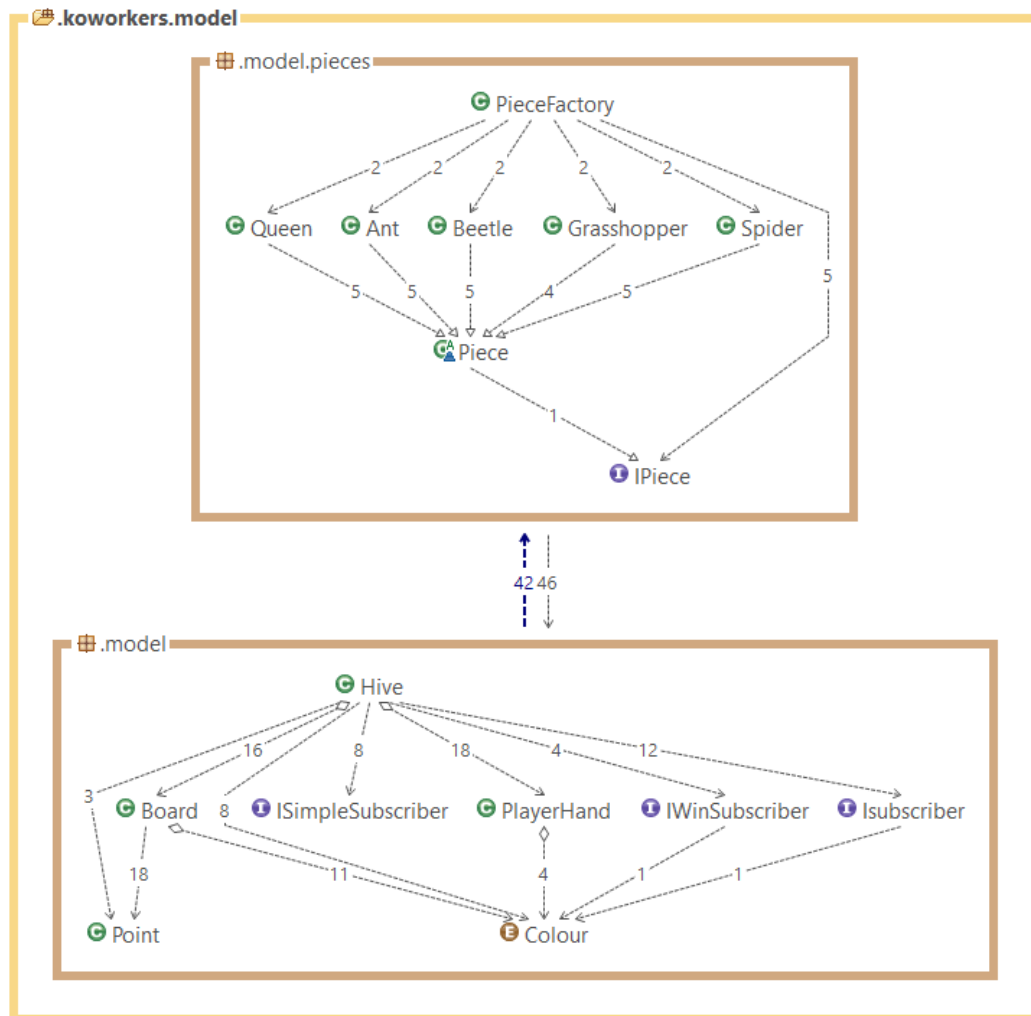 .koworkers.model
.model.pieces
PieceFactory
2 2 2 2 2
Queen Ant Beetle Grasshopper Spider
5
5 5 5 4 5
Piece
1
IPiece
42 46
.model
Hive
16 8 18 4 12
3 Board 8 ISimpleSubscriber PlayerHand IWinSubscriber Isubscriber
18 11 4 1 1
Point Colour